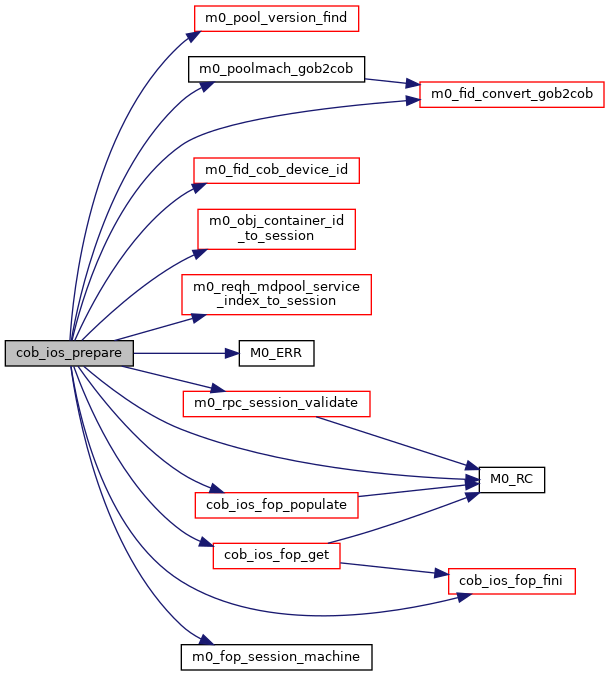 m0_pool_version_find
m0_poolmach_gob2cob
m0_fid_convert_gob2cob
m0_fid_cob_device_id
m0_obj_container_id
_to_session
m0_reqh_mdpool_service
_index_to_session
cob_ios_prepare
M0_ERR
m0_rpc_session_validate
M0_RC
cob_ios_fop_populate
cob_ios_fop_get
cob_ios_fop_fini
m0_fop_session_machine